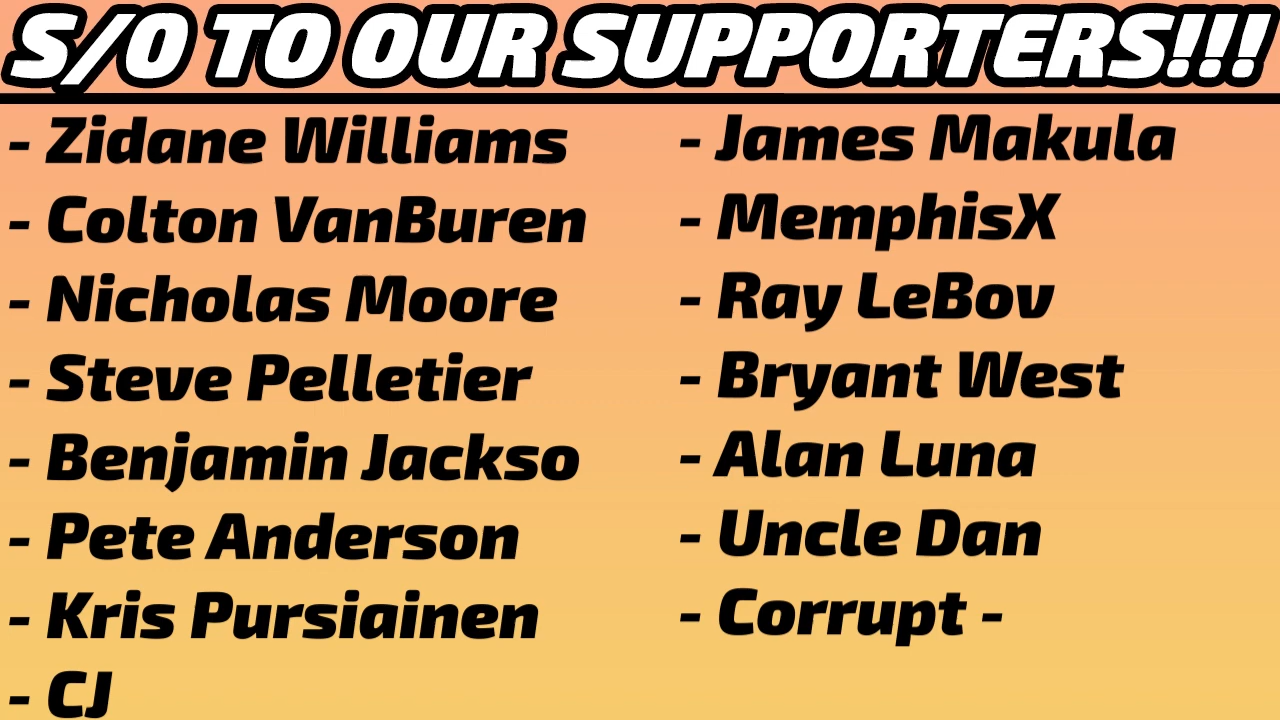 S/O TO OUR SUPPORTERS!!!
- Zidane Williams
- Colton VanBuren
- Nicholas Moore
- Steve Pelletier
- Benjamin Jackso
- Pete Anderson
- Kris Pursiainen
- CJ
- James Makula
- MemphisX
- Ray LeBov
- Bryant West
- Alan Luna
- Uncle Dan
- Corrupt -